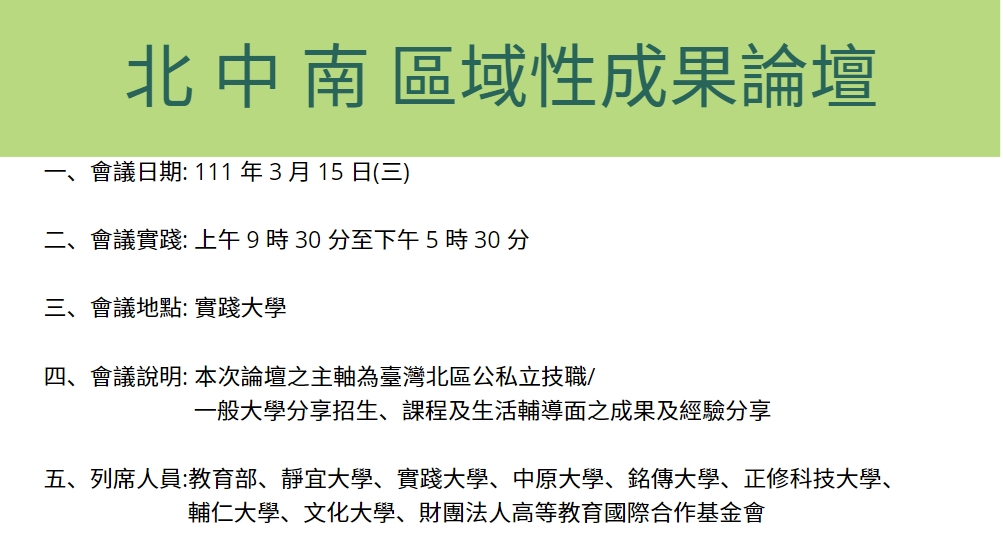 北 中 南 區域性成果論壇
一、會議日期: 111 年 3 月 15 日(三)
二、會議實踐: 上午 9 時 30 分至下午 5 時 30 分
三、會議地點: 實踐大學
四、會議說明: 本次論壇之主軸為臺灣北區公私立技職/
一般大學分享招生、課程及生活輔導面之成果及經驗分享
五、列席人員:教育部、靜宜大學、實踐大學、中原大學、銘傳大學、正修科技大學、
輔仁大學、文化大學、財團法人高等教育國際合作基金會